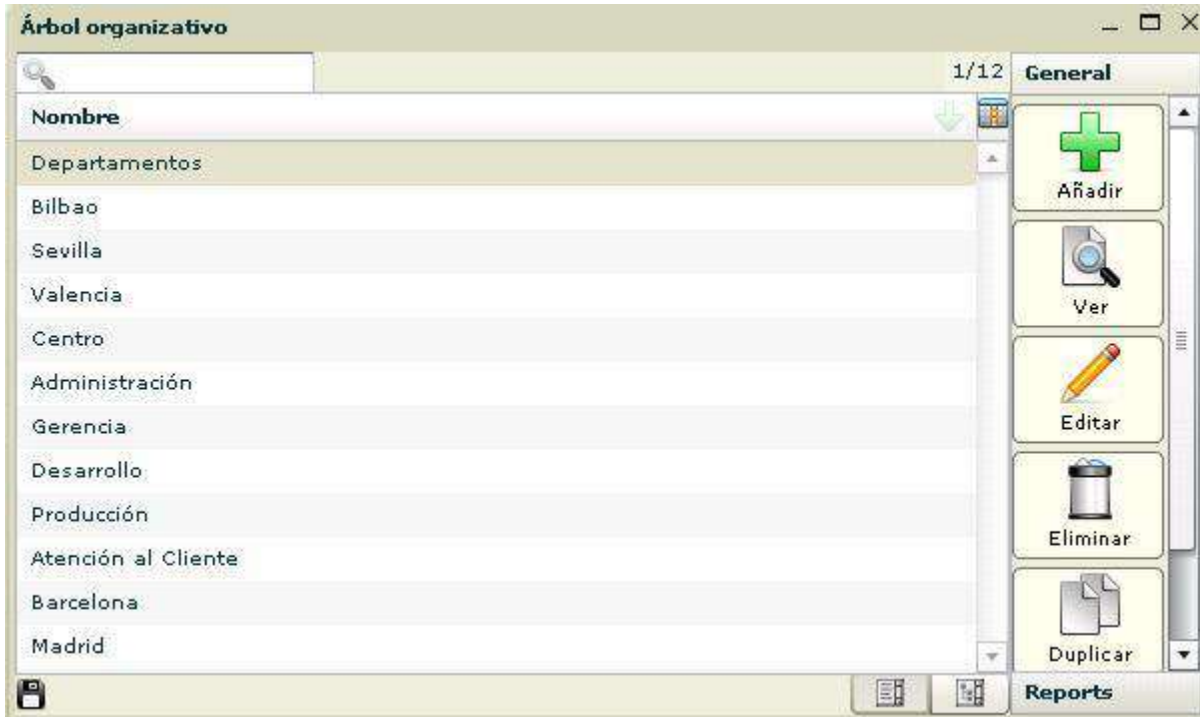 Árbol organizativo
1/12
General
Nombre
Departamentos
Bilbao
Sevilla
Valencia
Centro
Administración
Gerencia
Desarrollo
Producción
Atención al Cliente
Barcelona
Madrid
Añadir
Ver
Editar
Eliminar
Duplicar
Reports